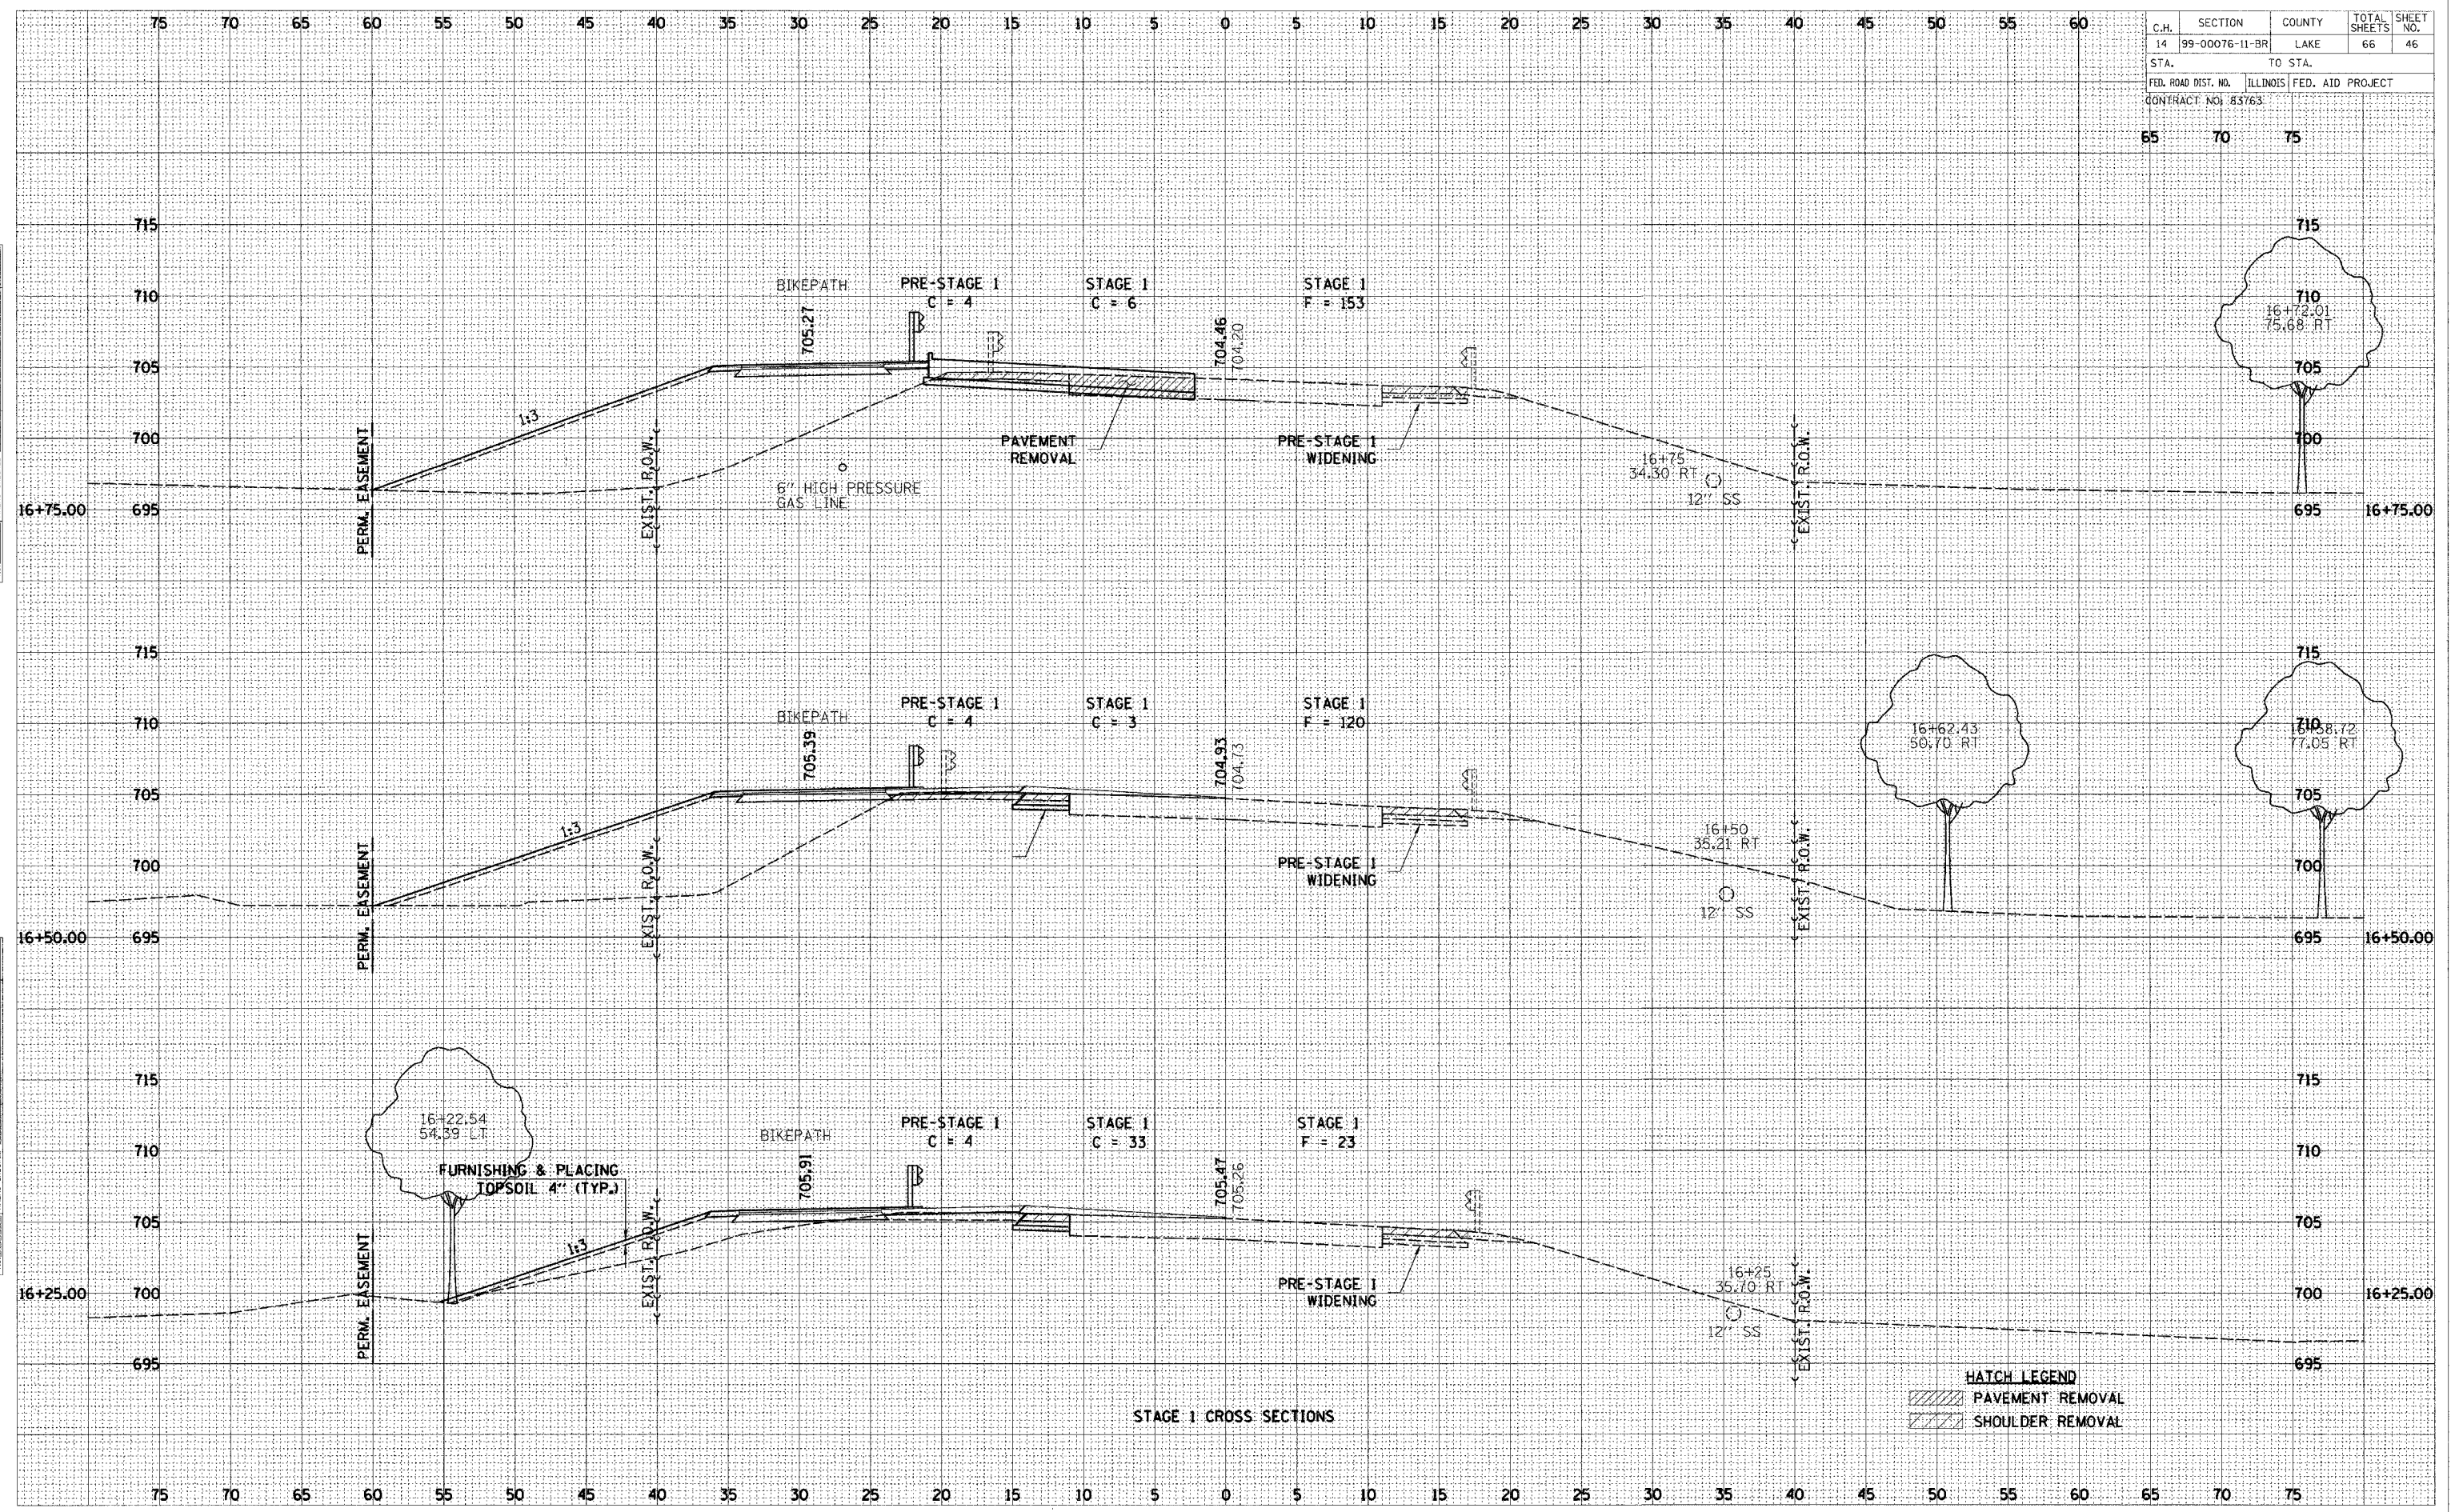 75 70 65 60 55 50 45 40 35 30 25 20 15 10 5 0 5 10 15 20 25 30 35 40 45 50 55 60
C.H. SECTION COUNTY TOTAL SHEETS SHEET NO.
14 99-00076-11-BR LAKE 66 46
STA. TO STA.
FED. ROAD DIST. NO. ILLINOIS FED. AID PROJECT
CONTRACT NO: 83763
65 70 75
715 715
710 710
705 705
700 700
16+75.00 695 695 16+75.00
BIKEPATH
705.27
PRE-STAGE 1
C = 4
STAGE 1
C = 6
STAGE 1
F = 153
704.46
704.20
16+72.01
75.68 RT
1:3
PERM. EASEMENT
EXIST. R.O.W.
6" HIGH PRESSURE
GAS LINE
PAVEMENT
REMOVAL
PRE-STAGE 1
WIDENING
16+75
34.30 RT
12" SS
EXIST. R.O.W.
715 715
710 710
705 705
700 700
16+50.00 695 695 16+50.00
BIKEPATH
705.39
PRE-STAGE 1
C = 4
STAGE 1
C = 3
STAGE 1
F = 120
704.93
704.73
16+62.43
50.70 RT
77.05 RT
1:3
PERM. EASEMENT
EXIST. R.O.W.
PRE-STAGE 1
WIDENING
16+50
35.21 RT
12" SS
EXIST. R.O.W.
715 715
710 710
705 705
16+25.00 700 700 16+25.00
695 695
16+22.54
54.39 LT
FURNISHING & PLACING
TOPSOIL 4" (TYP.)
BIKEPATH
705.91
PRE-STAGE 1
C = 4
STAGE 1
C = 33
STAGE 1
F = 23
705.47
705.26
1:3
PERM. EASEMENT
EXIST. R.O.W.
PRE-STAGE 1
WIDENING
16+25
35.70 RT
12" SS
EXIST. R.O.W.
HATCH LEGEND
PAVEMENT REMOVAL
SHOULDER REMOVAL
STAGE 1 CROSS SECTIONS
75 70 65 60 55 50 45 40 35 30 25 20 15 10 5 0 5 10 15 20 25 30 35 40 45 50 55 60 65 70 75